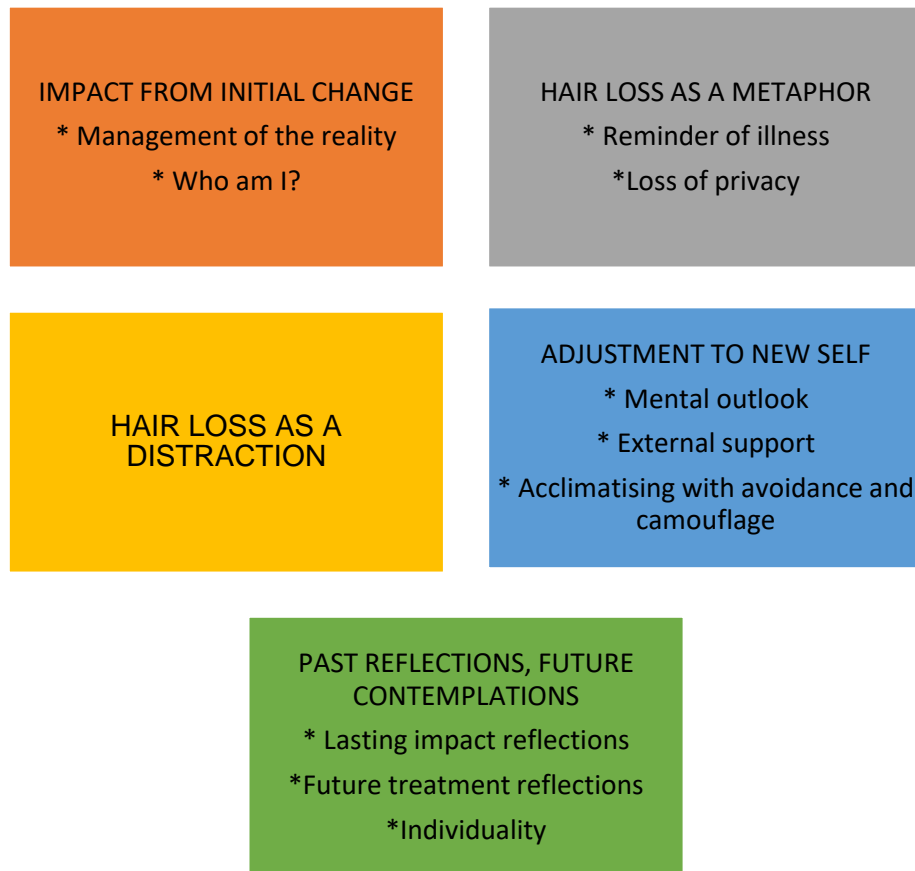 IMPACT FROM INITIAL CHANGE
* Management of the reality
* Who am I?
HAIR LOSS AS A METAPHOR
* Reminder of illness
*Loss of privacy
HAIR LOSS AS A
DISTRACTION
ADJUSTMENT TO NEW SELF
* Mental outlook
* External support
* Acclimatising with avoidance and
camouflage
PAST REFLECTIONS, FUTURE
CONTEMPLATIONS
* Lasting impact reflections
*Future treatment reflections
*Individuality